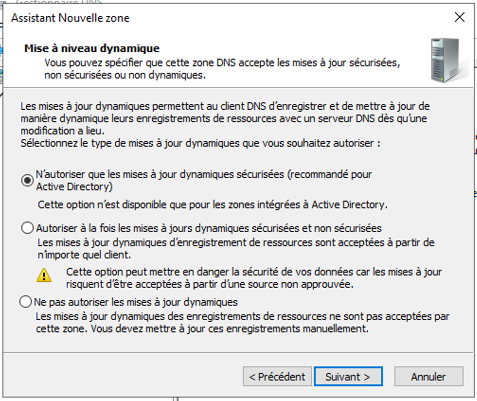 Gestionnaire DNS
Assistant Nouvelle zone
Mise à niveau dynamique
Vous pouvez spécifier que cette zone DNS accepte les mises à jour sécurisées,
non sécurisées ou non dynamiques.
Les mises à jour dynamiques permettent au client DNS d'enregistrer et de mettre à jour de
manière dynamique leurs enregistrements de ressources avec un serveur DNS dès qu'une
modification a lieu.
Sélectionnez le type de mises à jour dynamiques que vous souhaitez autoriser :
N'autoriser que les mises à jour dynamiques sécurisées (recommandé pour
Active Directory)
Cette option n'est disponible que pour les zones intégrées à Active Directory.
Autoriser à la fois les mises à jours dynamiques sécurisées et non sécurisées
Les mises à jour dynamiques d'enregistrement de ressources sont acceptées à partir de
n'importe quel client.
Cette option peut mettre en danger la sécurité de vos données car les mises à jour
risquent d'être acceptées à partir d'une source non approuvée.
Ne pas autoriser les mises à jour dynamiques
Les mises à jour dynamiques des enregistrements de ressources ne sont pas acceptées par
cette zone. Vous devez mettre à jour ces enregistrements manuellement.
< Précédent Suivant > Annuler